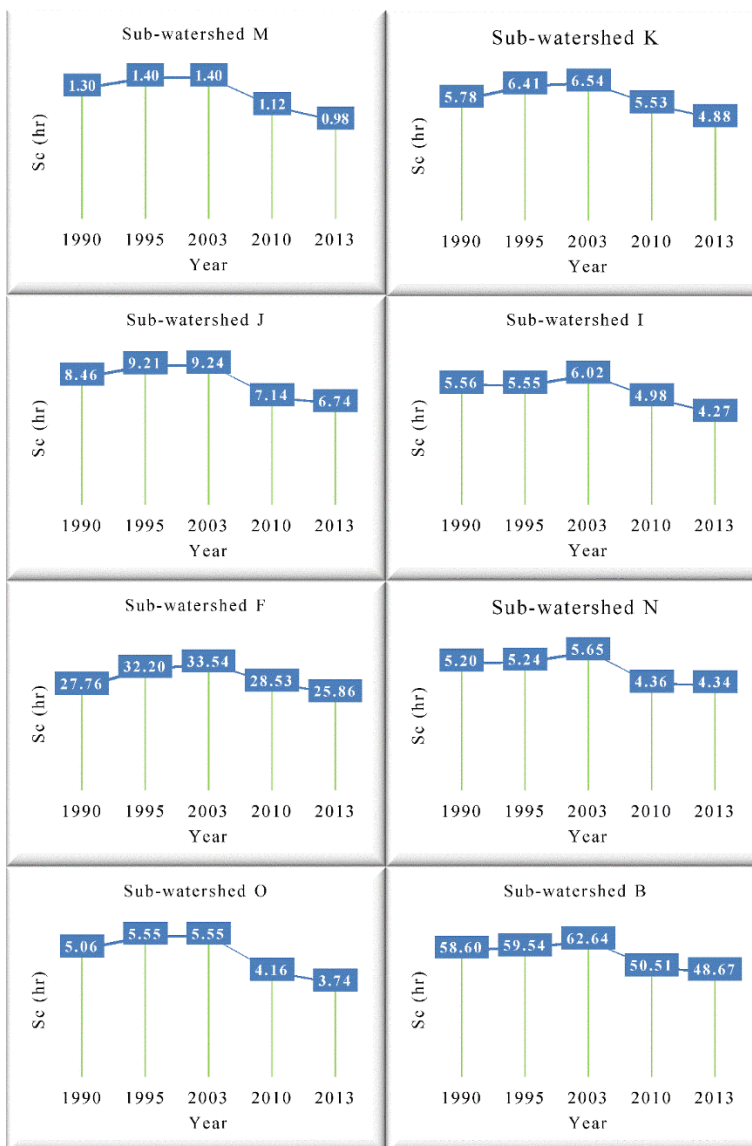 Sub-watershed M
1.30 1.40 1.40 1.12 0.98
Sc (hr)
1990 1995 2003 2010 2013
Year
Sub-watershed K
5.78 6.41 6.54 5.53 4.88
Sc (hr)
1990 1995 2003 2010 2013
Year
Sub-watershed J
8.46 9.21 9.24 7.14 6.74
Sc (hr)
1990 1995 2003 2010 2013
Year
Sub-watershed I
5.56 5.55 6.02 4.98 4.27
Sc (hr)
1990 1995 2003 2010 2013
Year
Sub-watershed F
27.76 32.20 33.54 28.53 25.86
Sc (hr)
1990 1995 2003 2010 2013
Year
Sub-watershed N
5.20 5.24 5.65 4.36 4.34
Sc (hr)
1990 1995 2003 2010 2013
Year
Sub-watershed O
5.06 5.55 5.55 4.16 3.74
Sc (hr)
1990 1995 2003 2010 2013
Year
Sub-watershed B
58.60 59.54 62.64 50.51 48.67
Sc (hr)
1990 1995 2003 2010 2013
Year